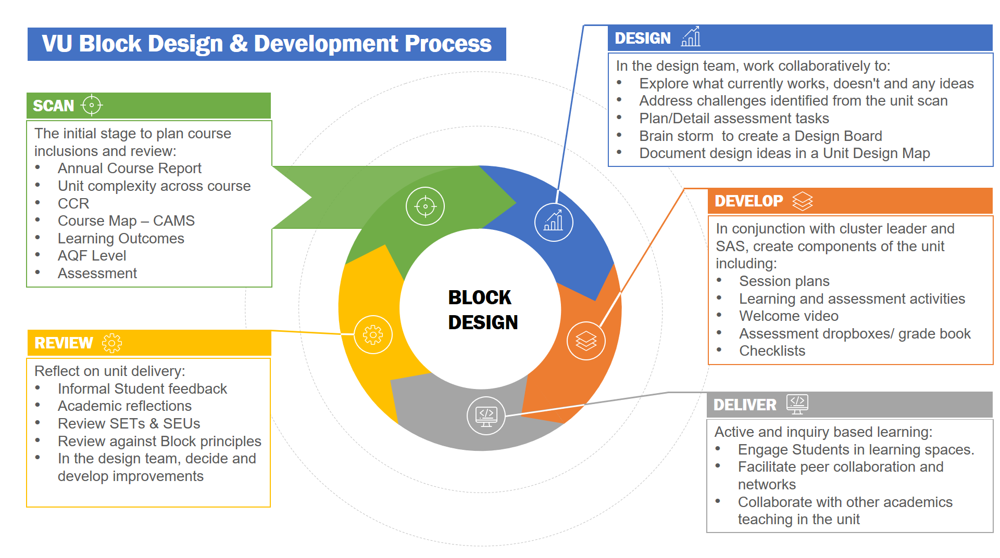 VU Block Design & Development Process
SCAN
The initial stage to plan course
inclusions and review:
• Annual Course Report
• Unit complexity across course
• CCR
• Course Map – CAMS
• Learning Outcomes
• AQF Level
• Assessment
DESIGN
In the design team, work collaboratively to:
• Explore what currently works, doesn't and any ideas
• Address challenges identified from the unit scan
• Plan/Detail assessment tasks
• Brain storm  to create a Design Board
• Document design ideas in a Unit Design Map
DEVELOP
In conjunction with cluster leader and
SAS, create components of the unit
including:
• Session plans
• Learning and assessment activities
• Welcome video
• Assessment dropboxes/ grade book
• Checklists
BLOCK
DESIGN
REVIEW
Reflect on unit delivery:
• Informal Student feedback
• Academic reflections
• Review SETs & SEUs
• Review against Block principles
• In the design team, decide and
develop improvements
DELIVER
Active and inquiry based learning:
• Engage Students in learning spaces.
• Facilitate peer collaboration and
networks
• Collaborate with other academics
teaching in the unit